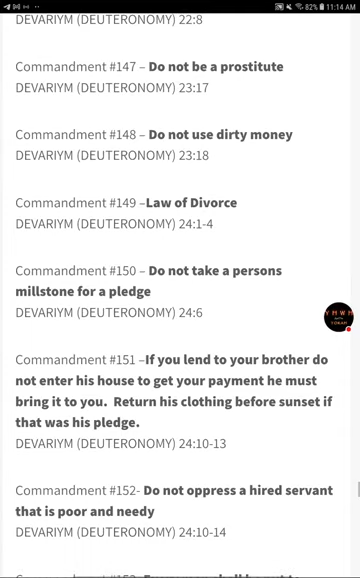 82% 11:14 AM
DEVARIYM (DEUTERONOMY) 22:8
Commandment #147 – Do not be a prostitute
DEVARIYM (DEUTERONOMY) 23:17
Commandment #148 – Do not use dirty money
DEVARIYM (DEUTERONOMY) 23:18
Commandment #149 –Law of Divorce
DEVARIYM (DEUTERONOMY) 24:1-4
Commandment #150 – Do not take a persons
millstone for a pledge
DEVARIYM (DEUTERONOMY) 24:6
Y M W M
TORAH
Commandment #151 –If you lend to your brother do
not enter his house to get your payment he must
bring it to you.  Return his clothing before sunset if
that was his pledge.
DEVARIYM (DEUTERONOMY) 24:10-13
Commandment #152- Do not oppress a hired servant
that is poor and needy
DEVARIYM (DEUTERONOMY) 24:10-14